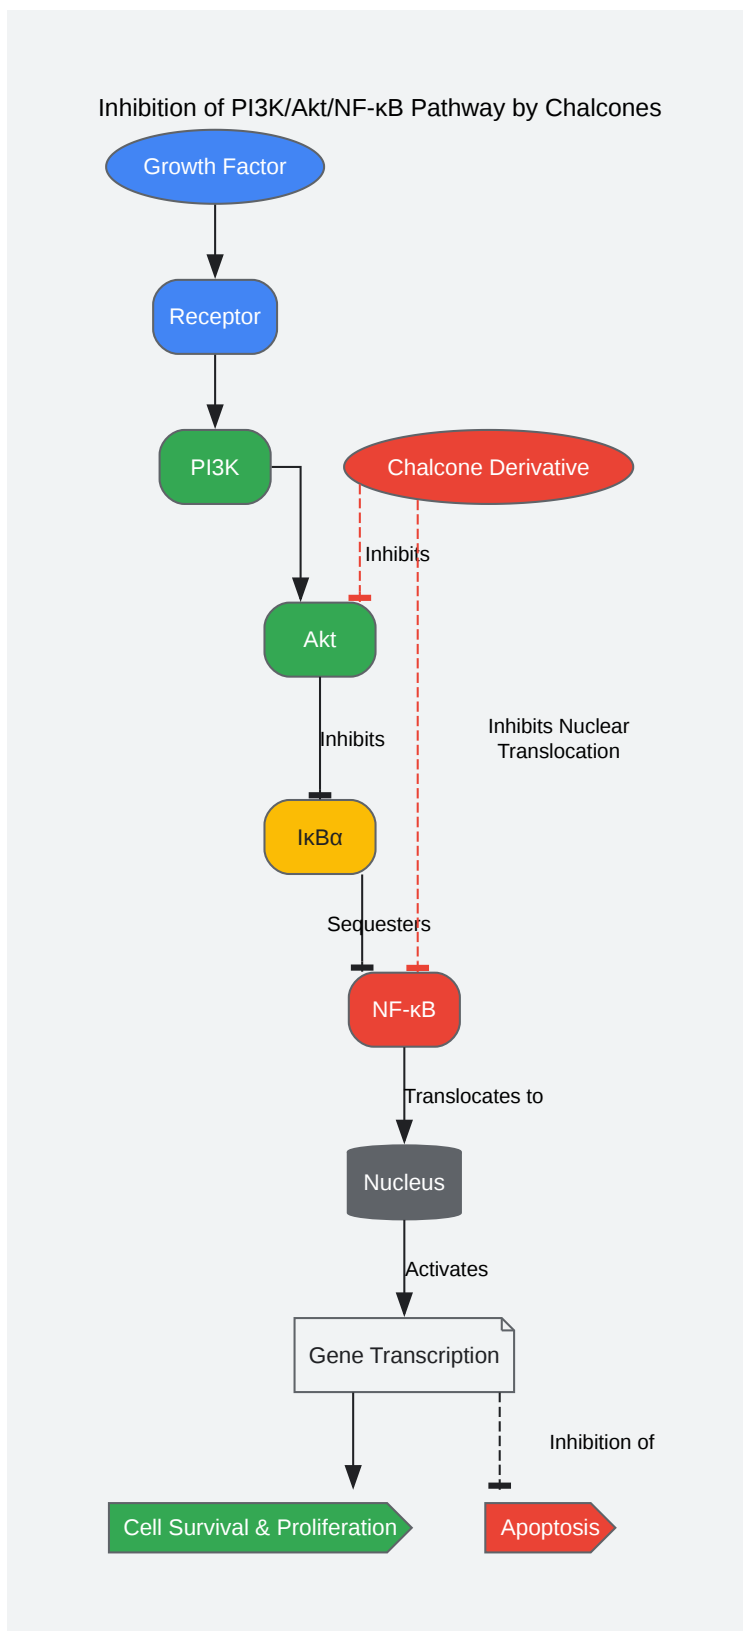 Inhibition of PI3K/Akt/NF-κB Pathway by Chalcones
Growth Factor
Receptor
PI3K
Chalcone Derivative
Inhibits
Akt
Inhibits Nuclear
Translocation
Inhibits
IκBα
Sequesters
NF-κB
Translocates to
Nucleus
Activates
Gene Transcription
Inhibition of
Cell Survival & Proliferation
Apoptosis